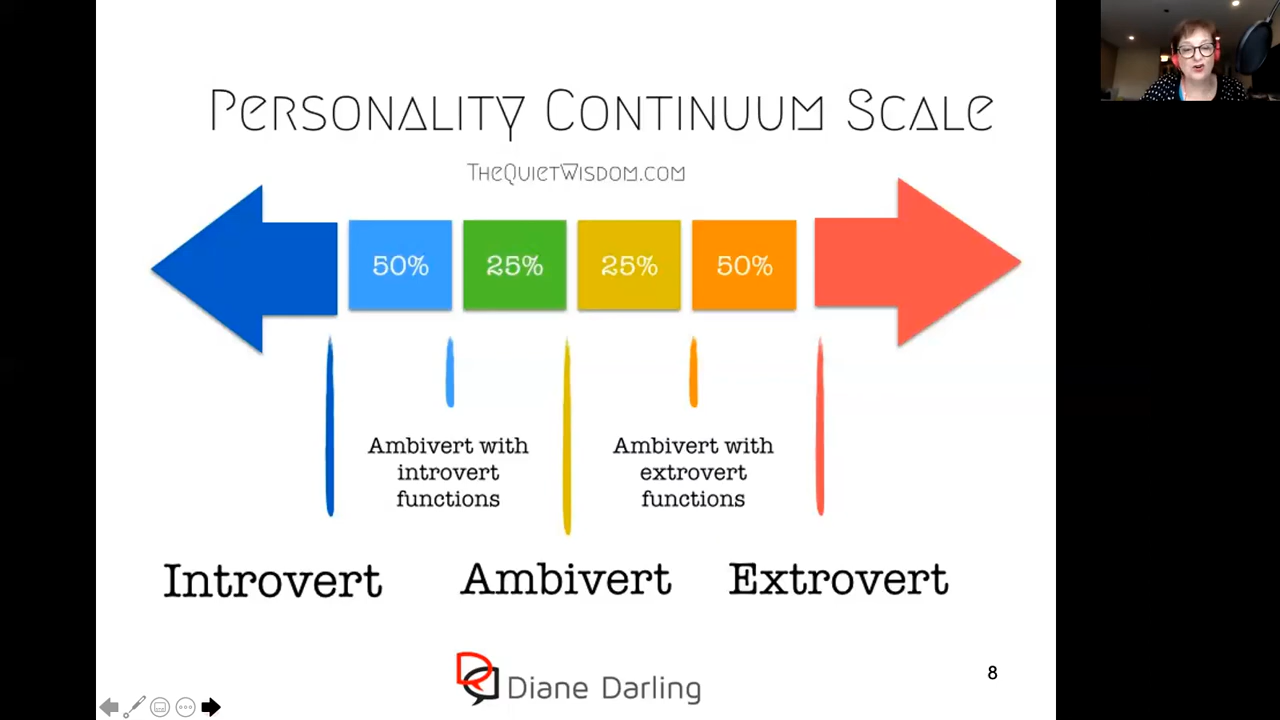 Personality Continuum Scale
TheQuietWisdom.com
50% 25% 25% 50%
Ambivert with
introvert
functions
Ambivert with
extrovert
functions
Introvert Ambivert Extrovert
Diane Darling
8